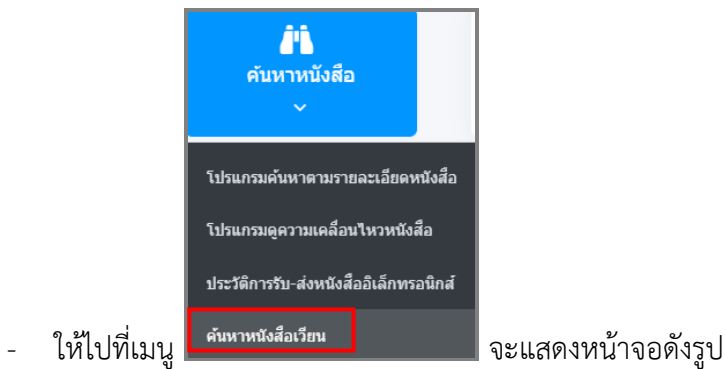 ค้นหาหนังสือ
โปรแกรมค้นหาตามรายละเอียดหนังสือ
โปรแกรมดูความเคลื่อนไหวหนังสือ
ประวัติการรับ-ส่งหนังสืออิเล็กทรอนิกส์
ค้นหาหนังสือเวียน
- ให้ไปที่เมนู จะแสดงหน้าจอดังรูป